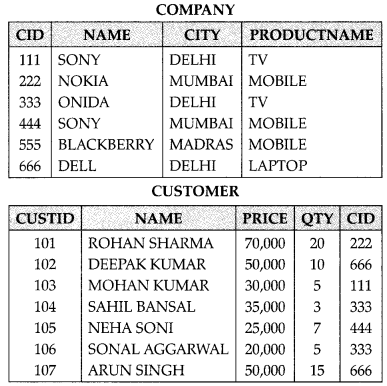 COMPANY
CID NAME CITY PRODUCTNAME
111 SONY DELHI TV
222 NOKIA MUMBAI MOBILE
333 ONIDA DELHI TV
444 SONY MUMBAI MOBILE
555 BLACKBERRY MADRAS MOBILE
666 DELL DELHI LAPTOP
CUSTOMER
CUSTID NAME PRICE QTY CID
101 ROHAN SHARMA 70,000 20 222
102 DEEPAK KUMAR 50,000 10 666
103 MOHAN KUMAR 30,000 5 111
104 SAHIL BANSAL 35,000 3 333
105 NEHA SONI 25,000 7 444
106 SONAL AGGARWAL 20,000 5 333
107 ARUN SINGH 50,000 15 666